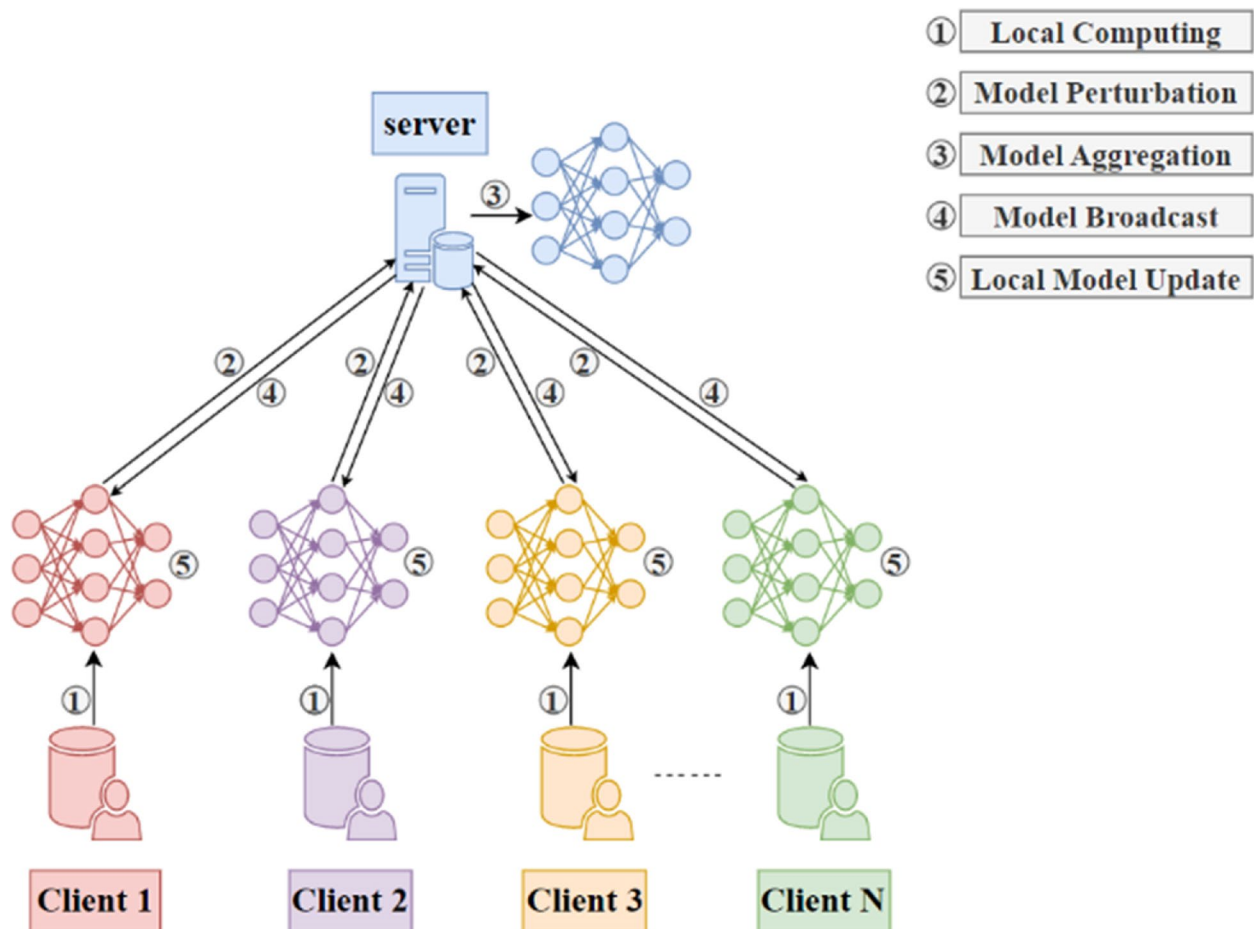 ① Local Computing
② Model Perturbation
③ Model Aggregation
④ Model Broadcast
⑤ Local Model Update
server
③
② ④ ② ④ ② ④ ② ④
⑤ ⑤ ⑤ ⑤
① ① ① ①
Client 1 Client 2 Client 3 Client N